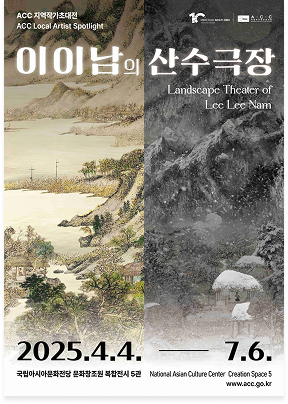 ACC 지역작가초대전
ACC Local Artist Spotlight
이이남의 산수극장
Landscape Theater of
Lee Lee Nam
2025.4.4. — 7.6.
국립아시아문화전당 문화창조원 복합전시 5관 National Asian Culture Center Creation Space 5
www.acc.go.kr